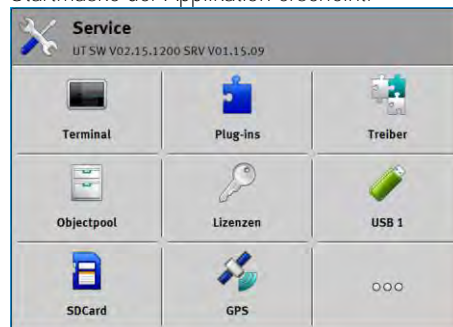 Startmaske der Applikation erscheint:
Service
UT SW V02.15.1200 SRV V01.15.09
Terminal
Plug-ins
Treiber
Objectpool
Lizenzen
USB 1
SDCard
GPS